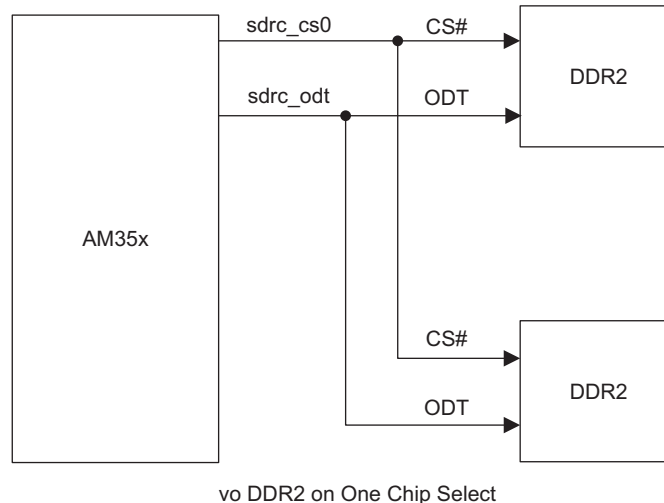 sdrc_cs0
CS#
DDR2
sdrc_odt
ODT
AM35x
CS#
DDR2
ODT
vo DDR2 on One Chip Select